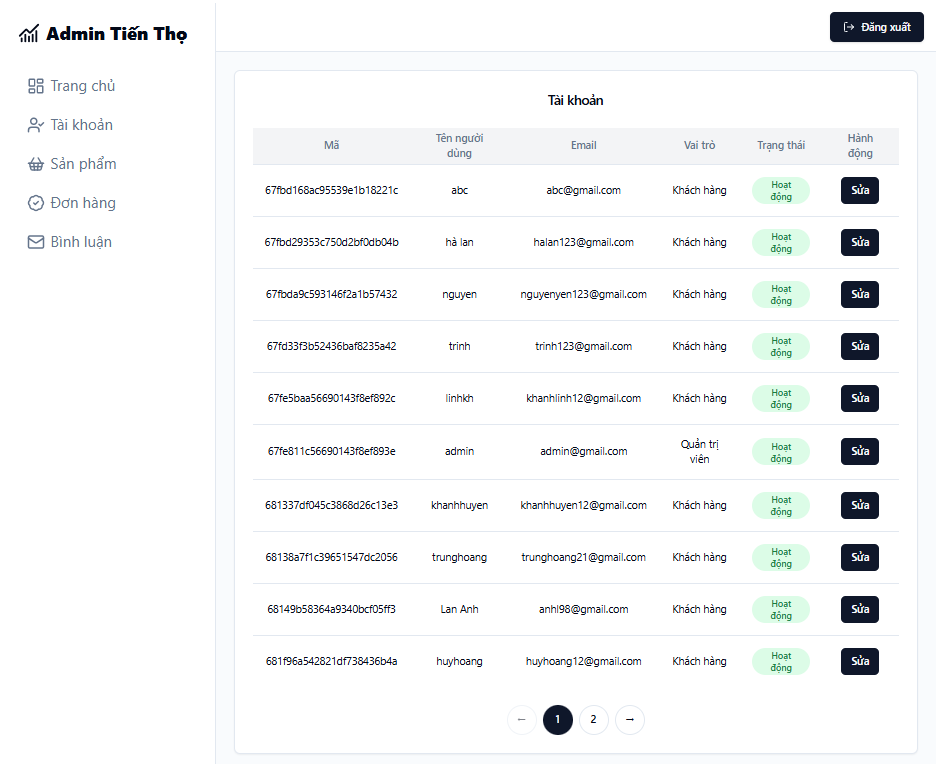 Admin Tiến Thọ
Đăng xuất
Trang chủ
Tài khoản
Sản phẩm
Đơn hàng
Bình luận
Tài khoản
Mã Tên người dùng Email Vai trò Trạng thái Hành động
67fbd168ac95539e1b18221c abc abc@gmail.com Khách hàng Hoạt động Sửa
67fbd29353c750d2bf0db04b hà lan halan123@gmail.com Khách hàng Hoạt động Sửa
67fbda9c593146f2a1b57432 nguyen nguyenyen123@gmail.com Khách hàng Hoạt động Sửa
67fd33f3b52436baf8235a42 trinh trinh123@gmail.com Khách hàng Hoạt động Sửa
67fe5baa56690143f8ef892c linhkh khanhlinh12@gmail.com Khách hàng Hoạt động Sửa
67fe811c56690143f8ef893e admin admin@gmail.com Quản trị viên Hoạt động Sửa
681337df045c3868d26c13e3 khanhhuyen khanhhuyen12@gmail.com Khách hàng Hoạt động Sửa
68138a7f1c39651547dc2056 trunghoang trunghoang21@gmail.com Khách hàng Hoạt động Sửa
68149b58364a9340bcf05ff3 Lan Anh anhl98@gmail.com Khách hàng Hoạt động Sửa
681f96a542821df738436b4a huyhoang huyhoang12@gmail.com Khách hàng Hoạt động Sửa
← 1 2 →